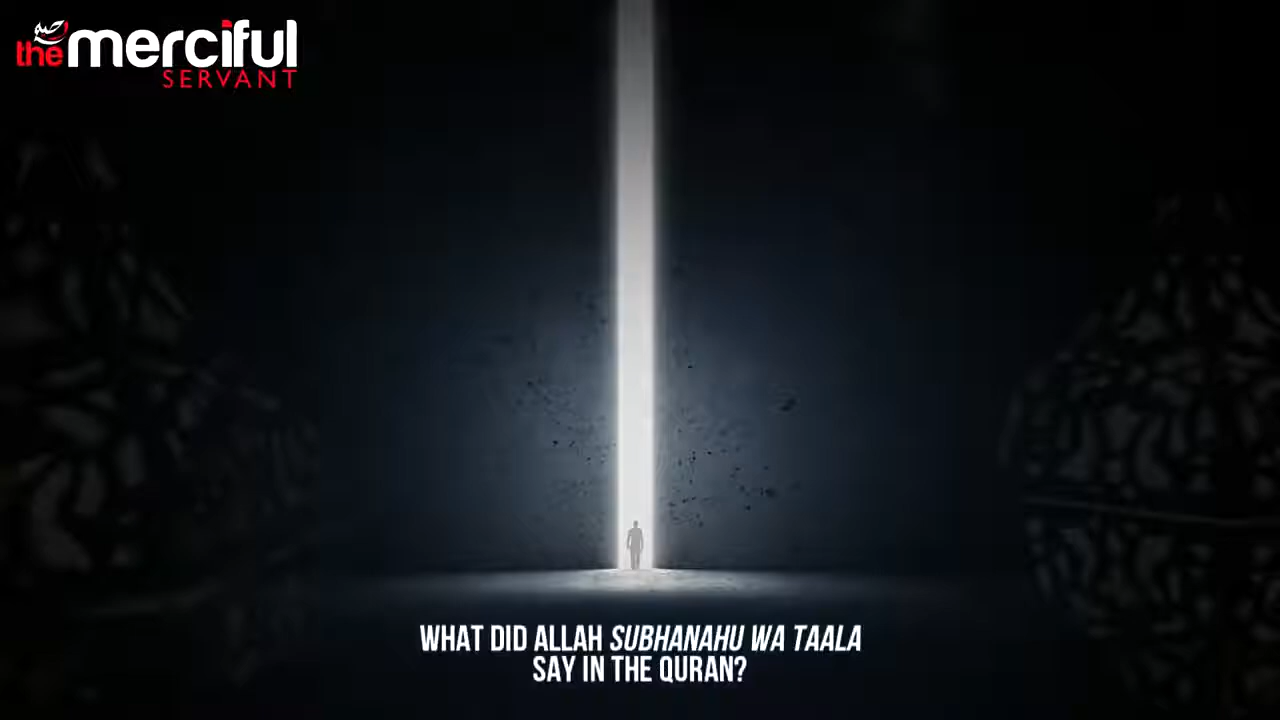 the merciful
SERVANT
WHAT DID ALLAH SUBHANAHU WA TAALA
SAY IN THE QURAN?